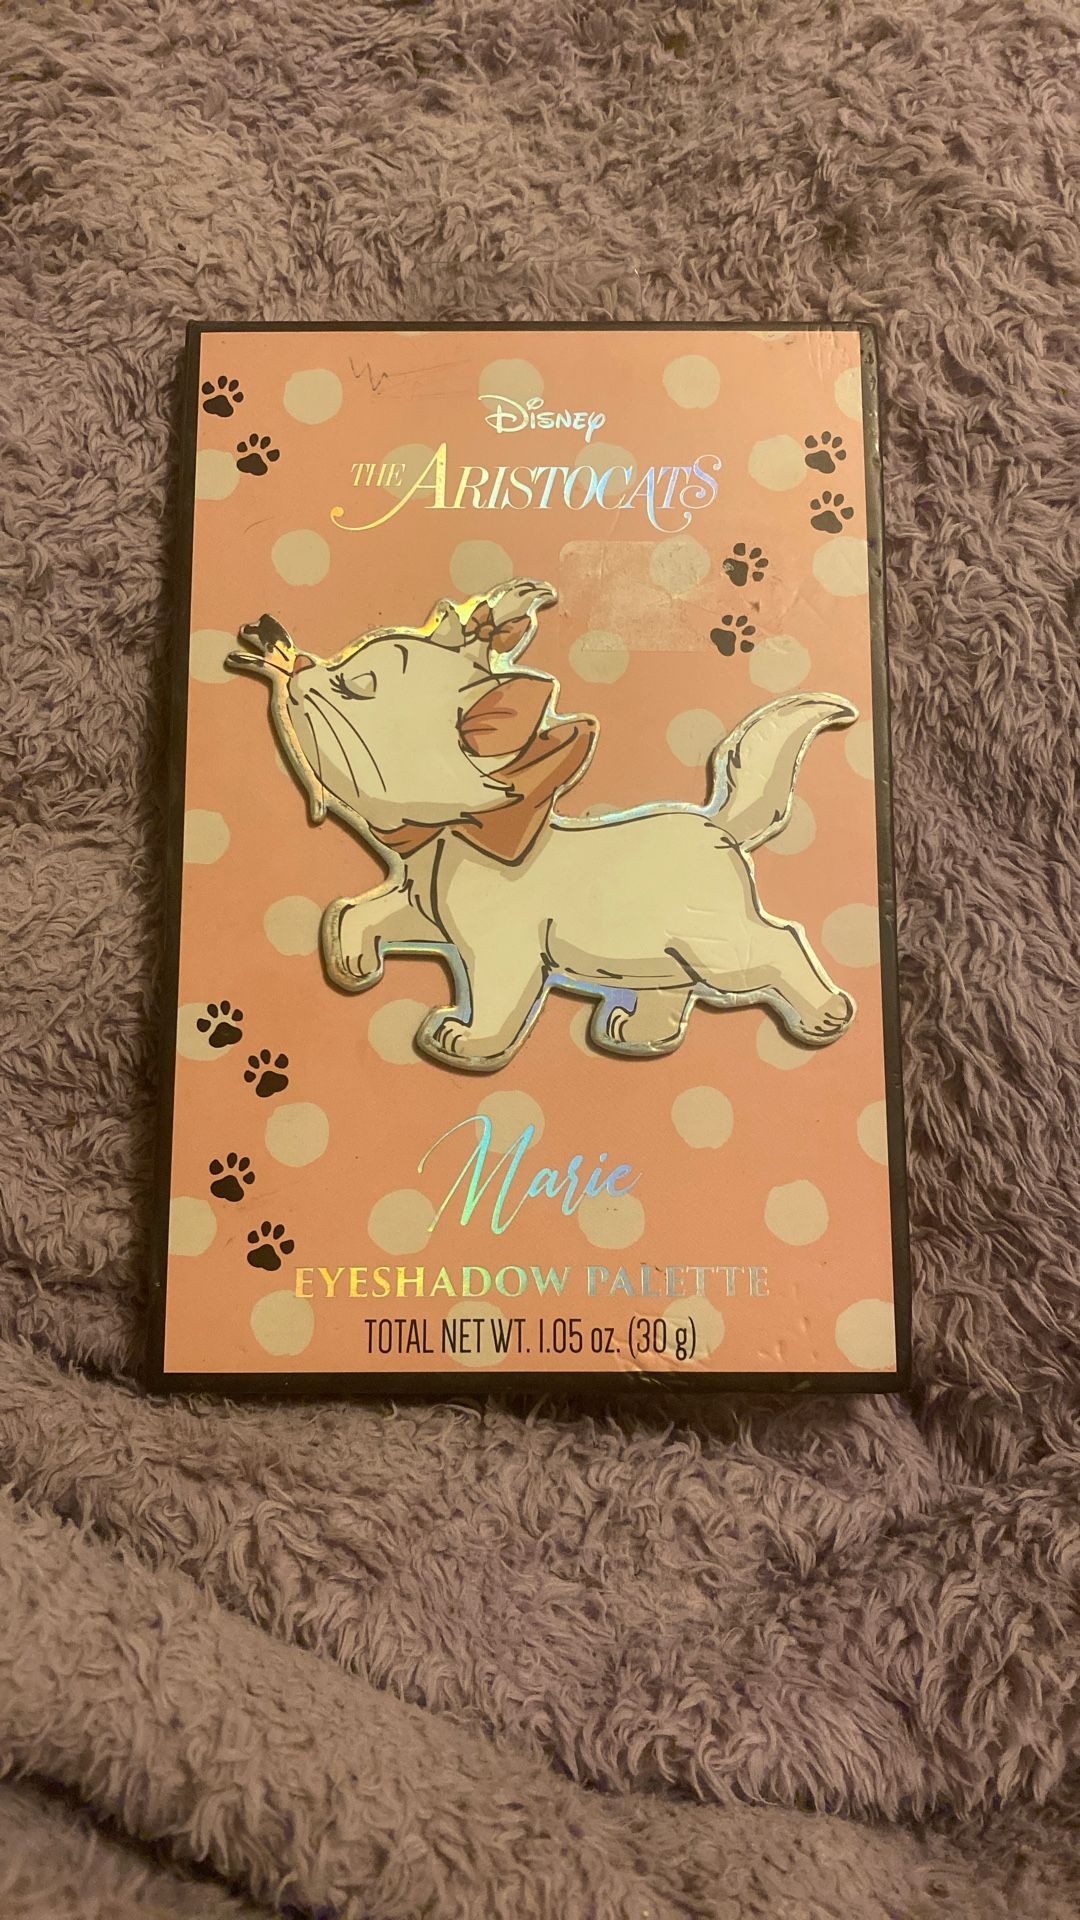 Disney
THE ARISTOCATS
Marie
EYESHADOW PALETTE
TOTAL NET WT. 1.05 oz. (30 g)